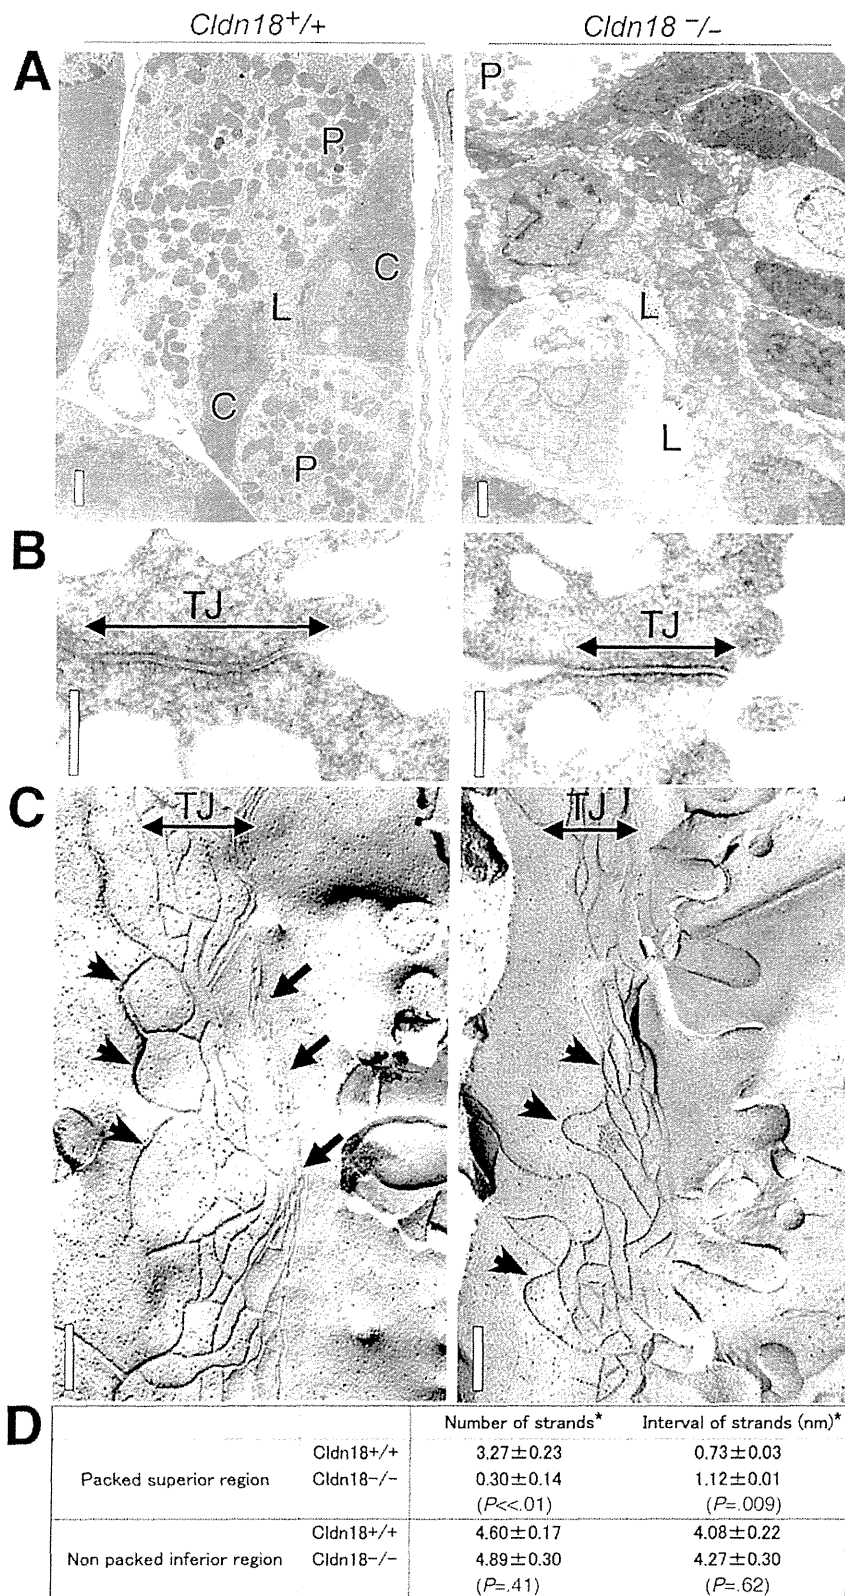 Cldn18+/+ Cldn18-/-
A
P
P
C
L
L
C
L
P
B
TJ TJ
C
TJ TJ
D
Number of strands* Interval of strands (nm)*
Cldn18+/+ 3.27±0.23 0.73±0.03
Packed superior region Cldn18-/- 0.30±0.14 1.12±0.01
(P<<.01) (P=.009)
Cldn18+/+ 4.60±0.17 4.08±0.22
Non packed inferior region Cldn18-/- 4.89±0.30 4.27±0.30
(P=.41) (P=.62)